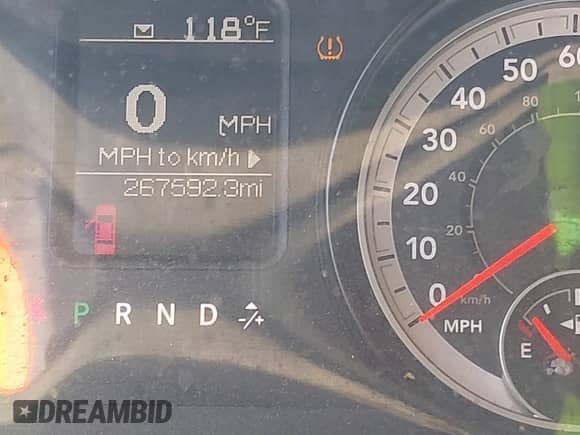 118°F
0
MPH
MPH to km/h
267592.3mi
P R N D -/+
60
50
40
30
20
10
0
80
60
40
20
km/h
MPH
E
DREAMBID